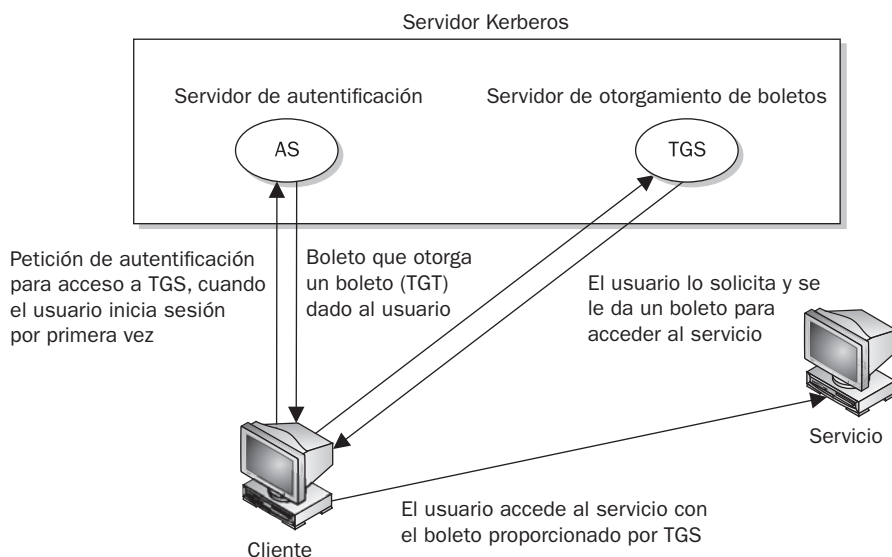 Servidor Kerberos
Servidor de autentificación
Servidor de otorgamiento de boletos
AS
TGS
Petición de autentificación
para acceso a TGS, cuando
el usuario inicia sesión
por primera vez
Boleto que otorga
un boleto (TGT)
dado al usuario
El usuario lo solicita y se
le da un boleto para
acceder al servicio
Servicio
El usuario accede al servicio con
el boleto proporcionado por TGS
Cliente